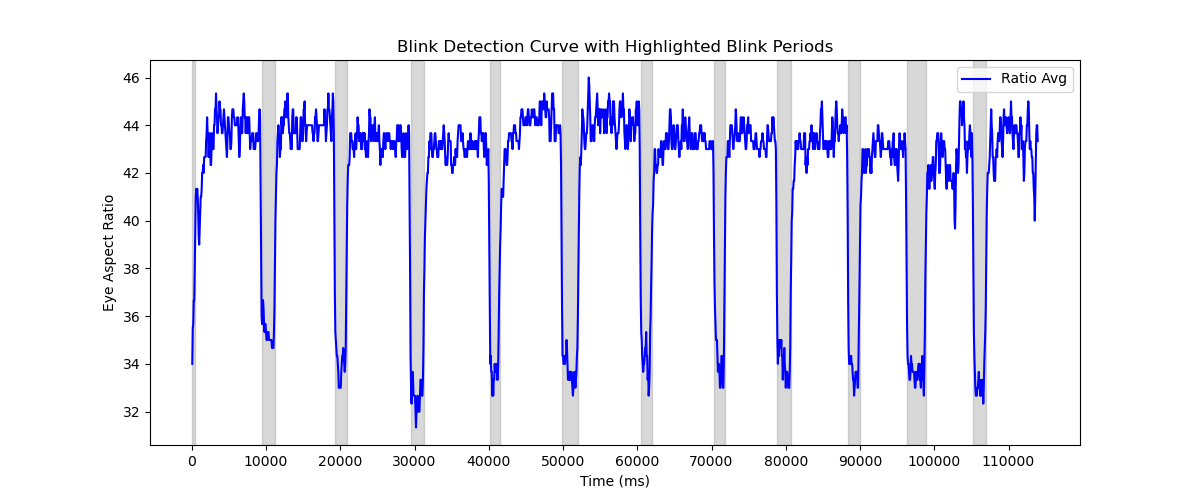 Blink Detection Curve with Highlighted Blink Periods
Ratio Avg
Eye Aspect Ratio
46
44
42
40
38
36
34
32
0 10000 20000 30000 40000 50000 60000 70000 80000 90000 100000 110000
Time (ms)